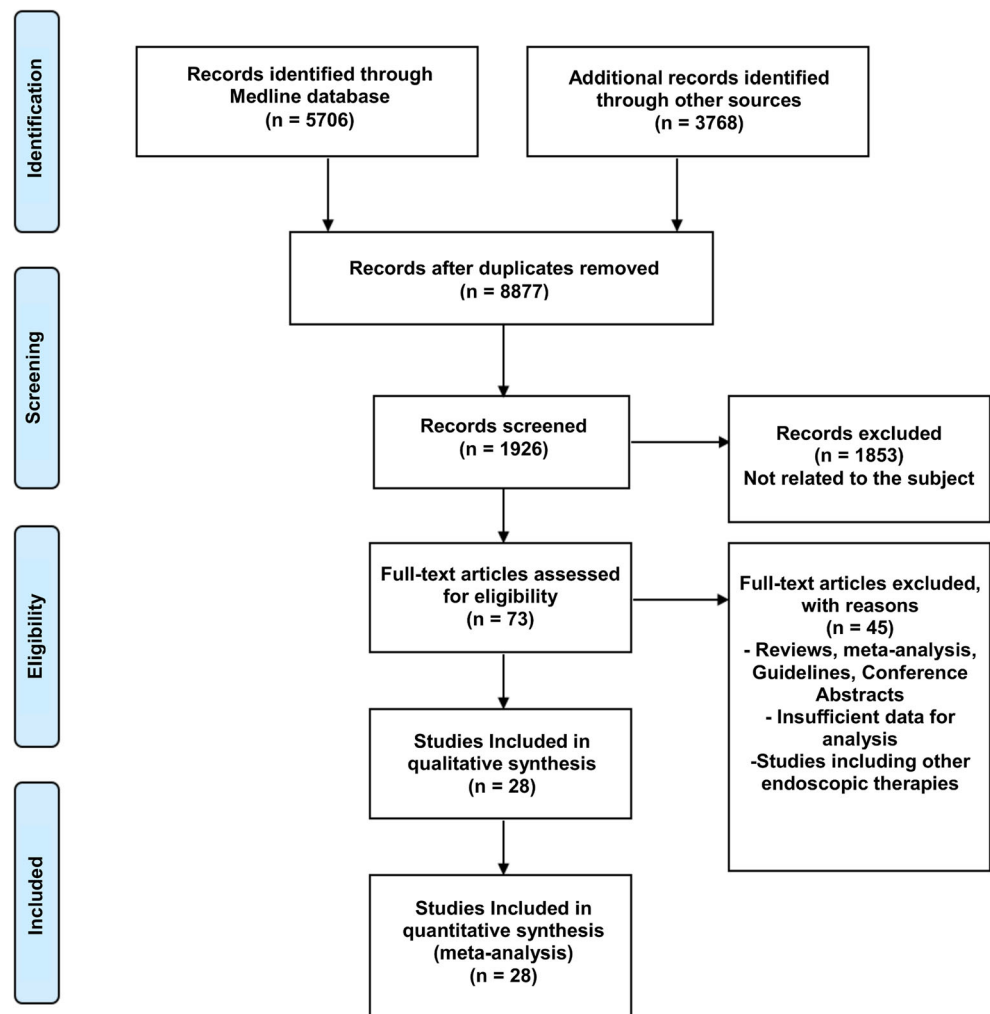 Identification
Records identified through
Medline database
(n = 5706)
Additional records identified
through other sources
(n = 3768)
Records after duplicates removed
(n = 8877)
Screening
Records screened
(n = 1926)
Records excluded
(n = 1853)
Not related to the subject
Eligibility
Full-text articles assessed
for eligibility
(n = 73)
Full-text articles excluded,
with reasons
(n = 45)
- Reviews, meta-analysis,
Guidelines, Conference
Abstracts
- Insufficient data for
analysis
-Studies including other
endoscopic therapies
Studies Included in
qualitative synthesis
(n = 28)
Included
Studies Included in
quantitative synthesis
(meta-analysis)
(n = 28)